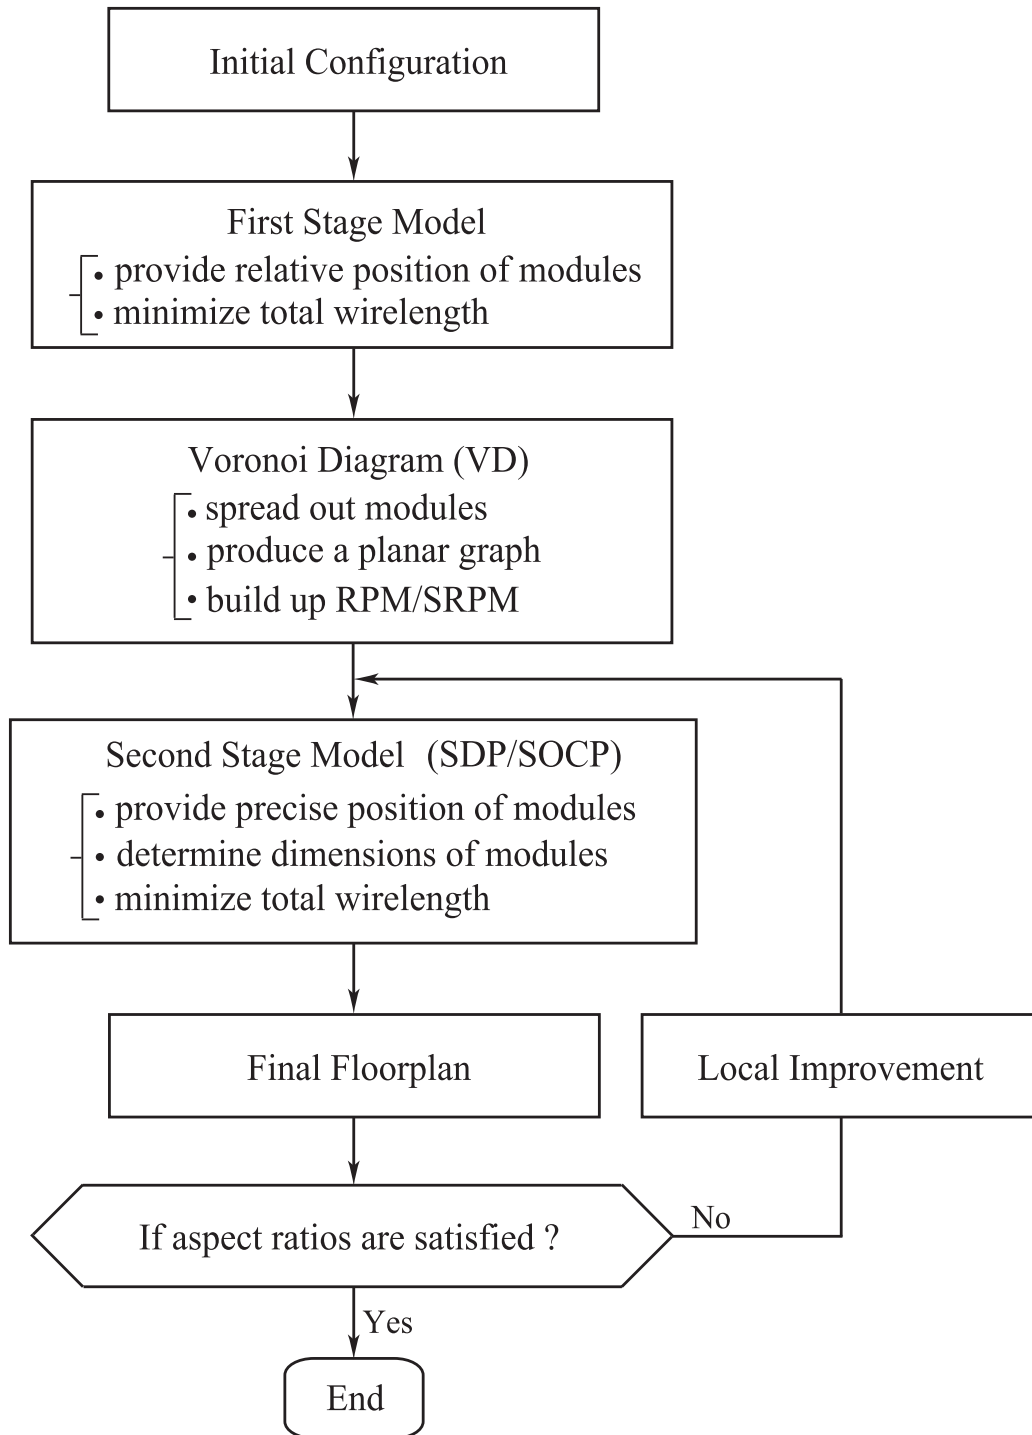 Initial Configuration
First Stage Model
• provide relative position of modules
• minimize total wirelength
Voronoi Diagram (VD)
• spread out modules
• produce a planar graph
• build up RPM/SRPM
Second Stage Model (SDP/SOCP)
• provide precise position of modules
• determine dimensions of modules
• minimize total wirelength
Final Floorplan
Local Improvement
If aspect ratios are satisfied ?
No
Yes
End